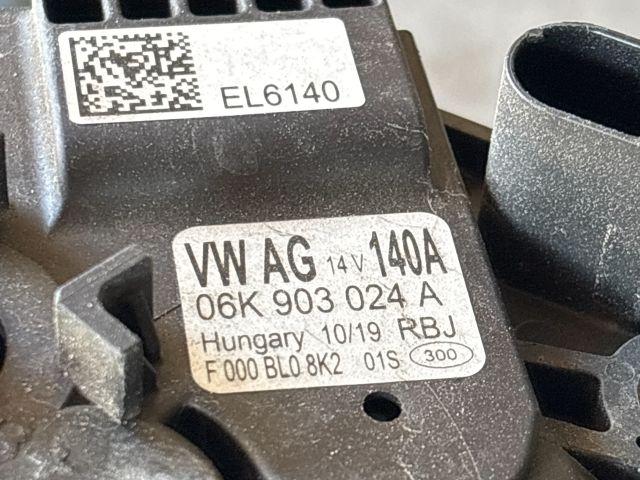 EL6140
VW AG 14V 140A
06K 903 024 A
Hungary 10/19 RBJ
F 000 BL0 8K2 01S 300